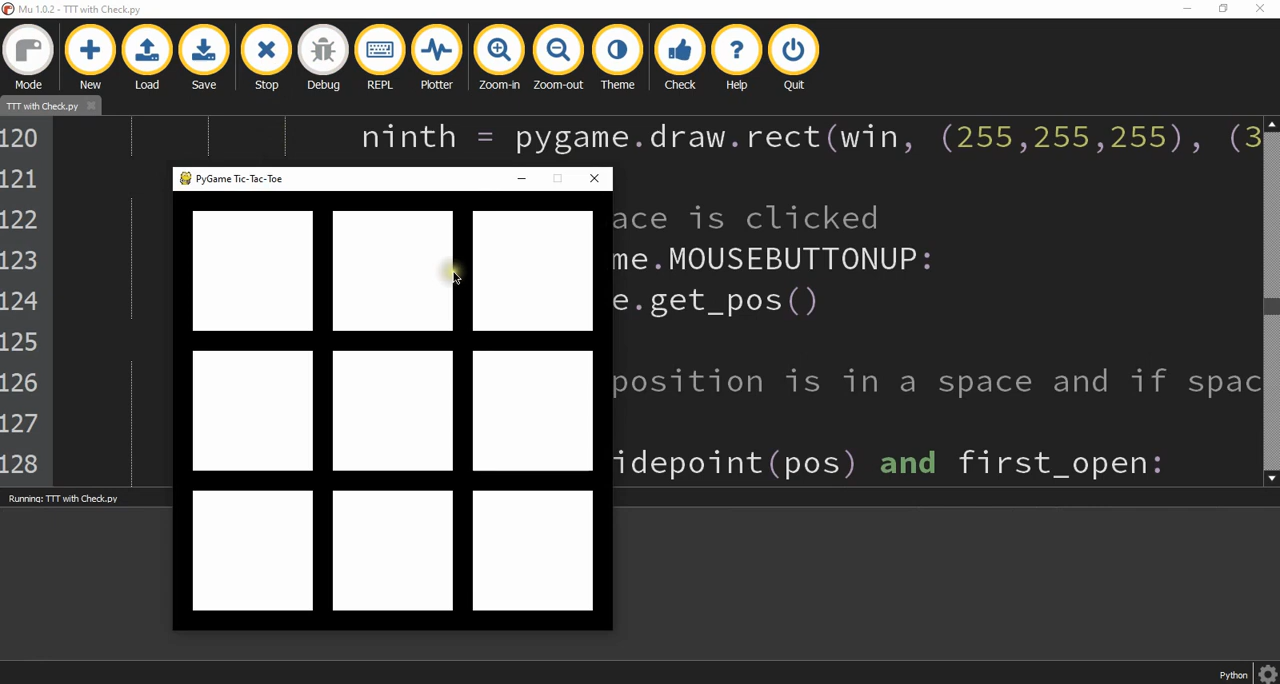 Mu 1.0.2 - TTT with Check.py
Mode New Load Save Stop Debug REPL Plotter Zoom-in Zoom-out Theme Check Help Quit
TTT with Check.py
120 ninth = pygame.draw.rect(win, (255,255,255), (3
121
PyGame Tic-Tac-Toe
122 ace is clicked
123 me.MOUSEBUTTONUP:
124 e.get_pos()
125
126 position is in a space and if spac
127
128 idepoint(pos) and first_open:
Running: TTT with Check.py
Python